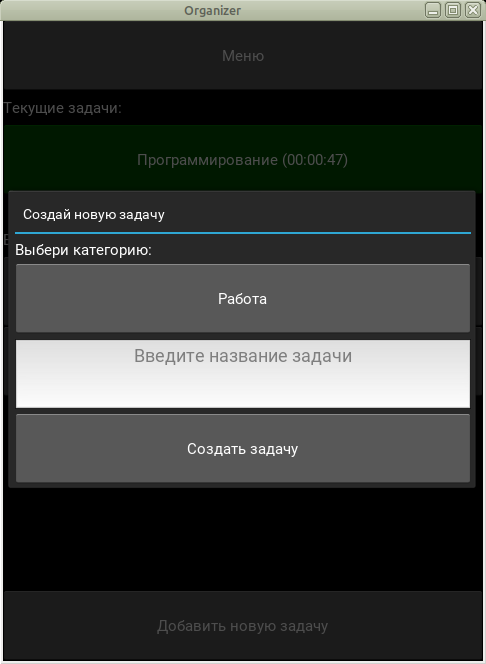 Organizer
Меню
Текущие задачи:
Программирование (00:00:47)
Создай новую задачу
Выбери категорию:
Работа
Введите название задачи
Создать задачу
Добавить новую задачу